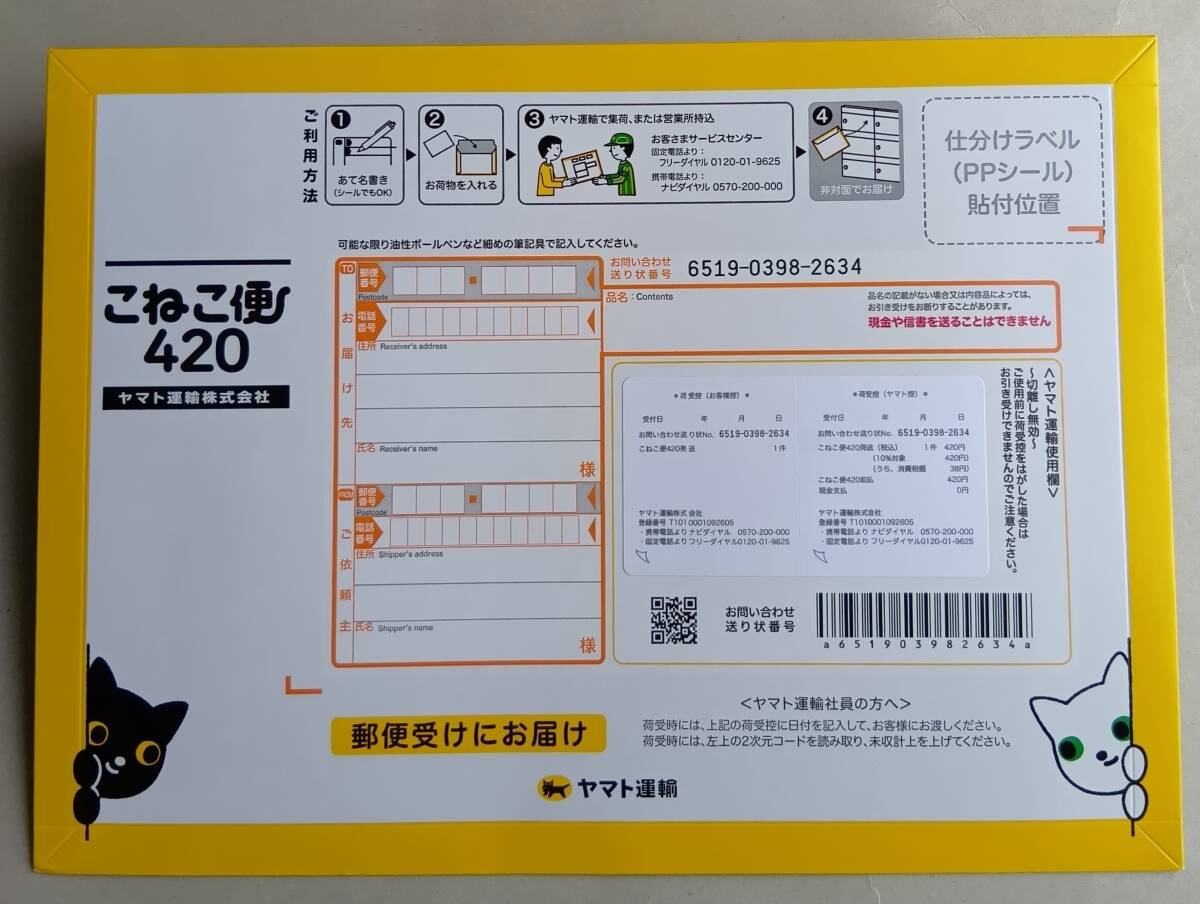 ご利用方法
1
あて名書き
(シールでもOK)
2
お荷物を入れる
3 ヤマト運輸で集荷、または営業所持込
お客さまサービスセンター
固定電話より：
フリーダイヤル 0120-01-9625
携帯電話より：
ナビダイヤル 0570-200-000
4
非対面でお届け
仕分けラベル
(PPシール)
貼付位置
こねこ便
420
ヤマト運輸株式会社
可能な限り油性ボールペンなど細めの筆記具で記入してください。
TO
お届け先
郵便番号
Postcode
電話番号
住所 Receiver's address
氏名 Receiver's name
様
FROM
ご依頼主
郵便番号
Postcode
電話番号
住所 Shipper's address
氏名 Shipper's name
様
お問い合わせ
送り状番号 6519-0398-2634
品名：Contents
品名の記載がない場合又は内容品によっては、
お引き受けをお断りすることがあります。
現金や信書を送ることはできません
＊荷受控（お客様控）＊
受付日 年 月 日
お問い合わせ送り状No. 6519-0398-2634
こねこ便420発送 1件
ヤマト運輸株式会社
登録番号 T1010001092605
・携帯電話より ナビダイヤル 0570-200-000
・固定電話より フリーダイヤル0120-01-9625
＊荷受控（ヤマト控）＊
受付日 年 月 日
お問い合わせ送り状No. 6519-0398-2634
こねこ便420発送（税込） 1件 420円
(10%対象 420円)
(うち、消費税額 38円)
こねこ便420前払 420円
現金支払 0円
ヤマト運輸株式会社
登録番号 T1010001092605
・携帯電話より ナビダイヤル 0570-200-000
・固定電話より フリーダイヤル0120-01-9625
＜ヤマト運輸使用欄＞
〜切離し無効〜
ご使用前に荷受控をはがした場合は
お引き受けできませんのでご注意ください。
お問い合わせ
送り状番号
a651903982634a
郵便受けにお届け
＜ヤマト運輸社員の方へ＞
荷受時には、上記の荷受控に日付を記入して、お客様にお渡しください。
荷受時には、左上の2次元コードを読み取り、未収計上を上げてください。
ヤマト運輸